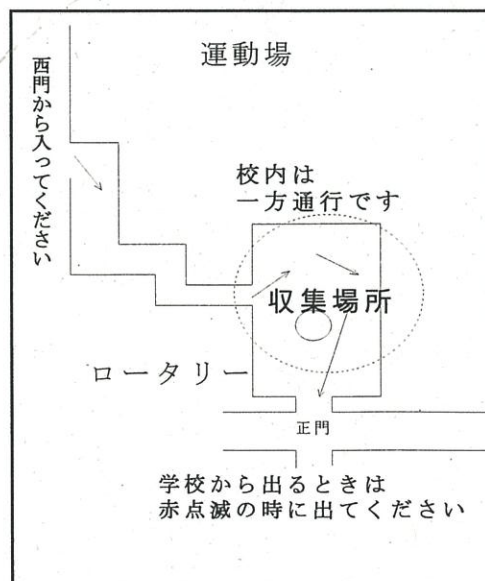 運動場
西門から入ってください
校内は
一方通行です
収集場所
ロータリー
正門
学校から出るときは
赤点滅の時に出てください